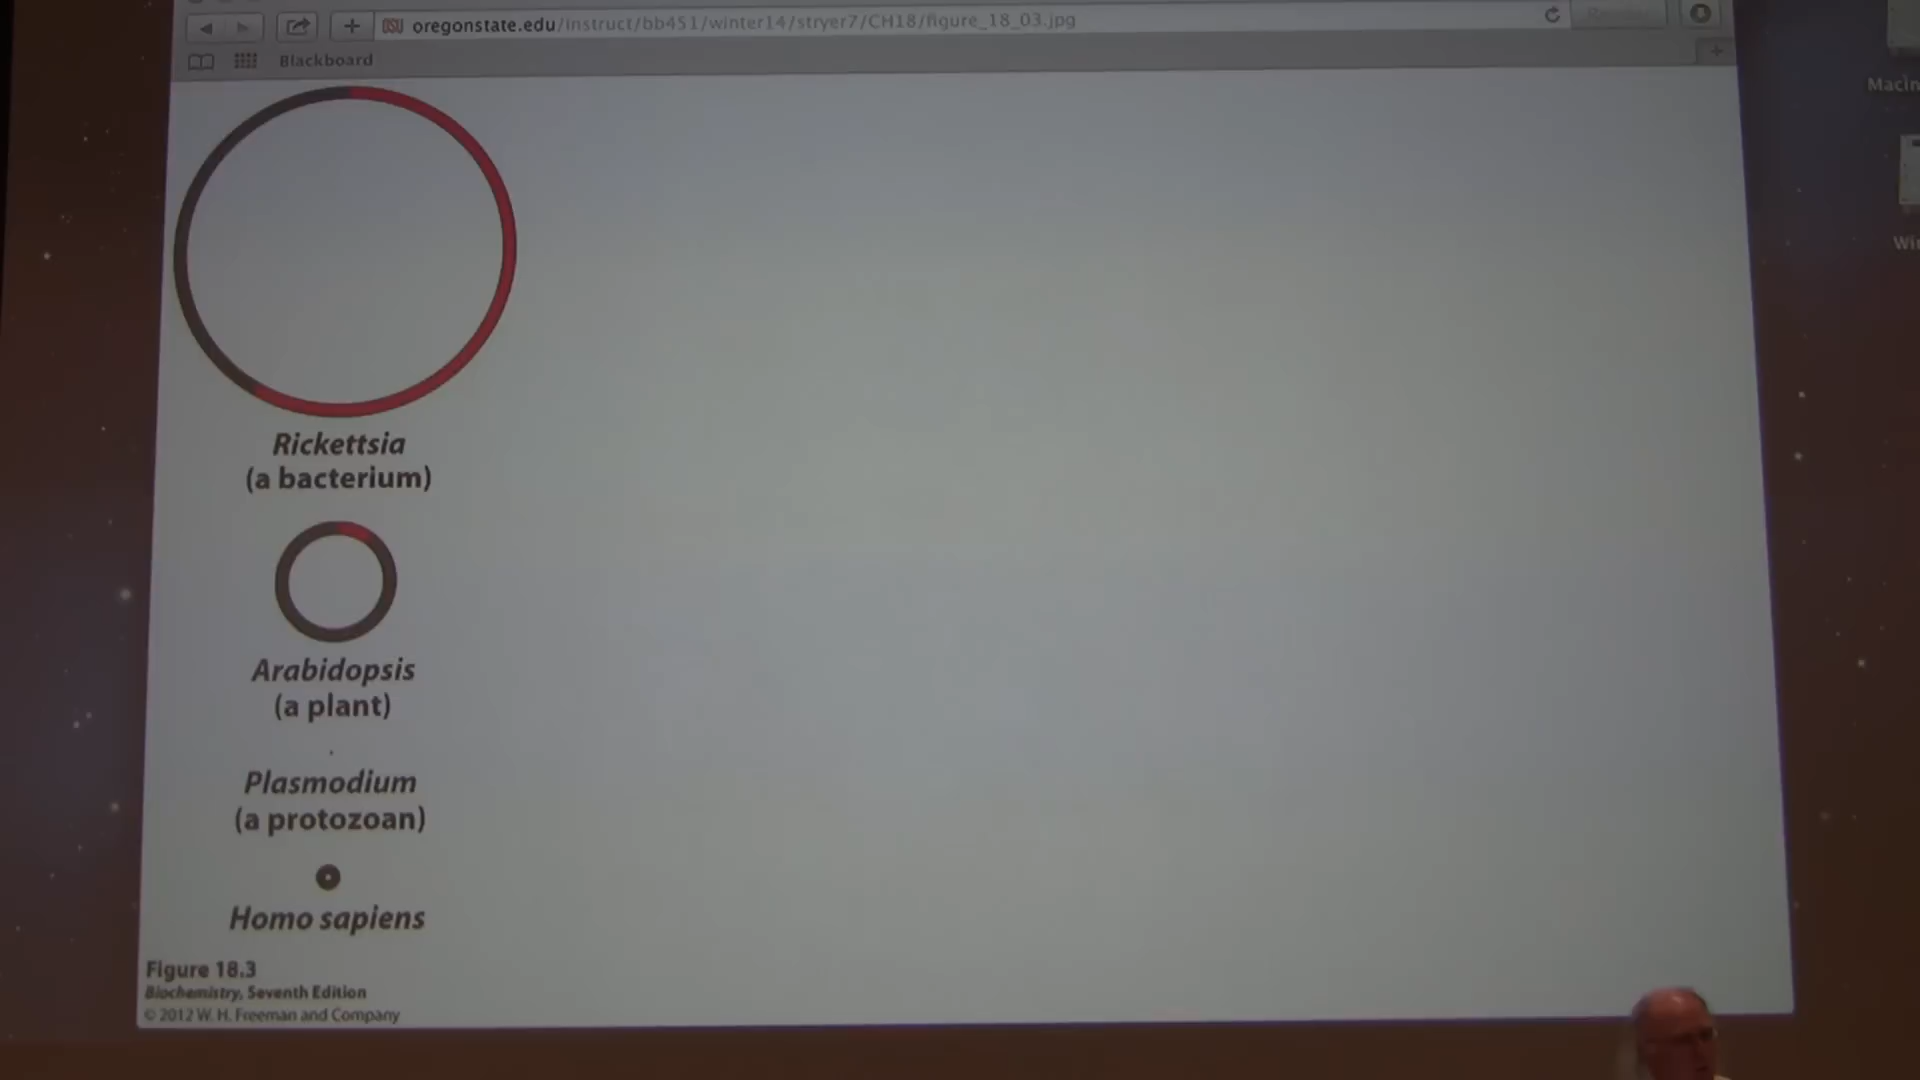 oregonstate.edu/instruct/bb451/winter14/stryer7/CH18/figure_18_03.jpg
Blackboard
Macin
Wi
Rickettsia
(a bacterium)
Arabidopsis
(a plant)
Plasmodium
(a protozoan)
Homo sapiens
Figure 18.3
Biochemistry, Seventh Edition
© 2012 W. H. Freeman and Company